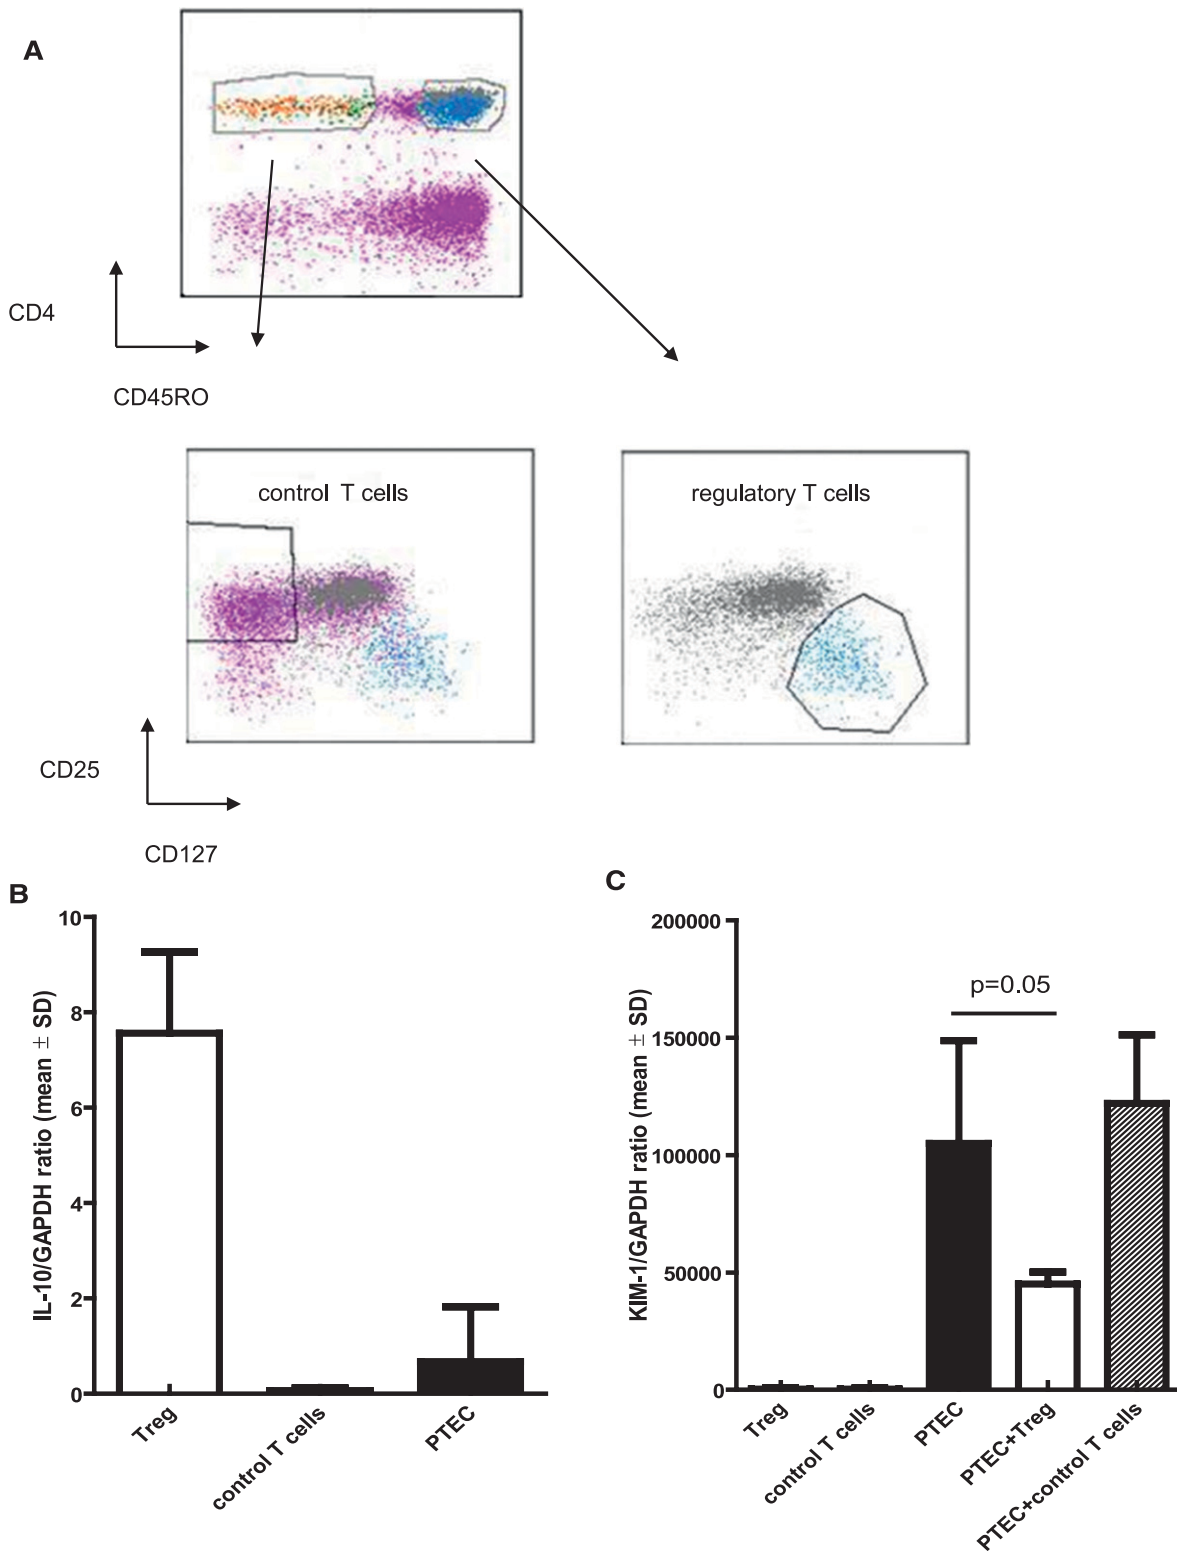 A
CD4
CD45RO
control T cells
regulatory T cells
CD25
CD127
B
IL-10/GAPDH ratio (mean ± SD)
10
8
6
4
2
0
Treg
control T cells
PTEC
C
KIM-1/GAPDH ratio (mean ± SD)
200000
150000
100000
50000
0
p=0.05
Treg
control T cells
PTEC
PTEC+Treg
PTEC+control T cells